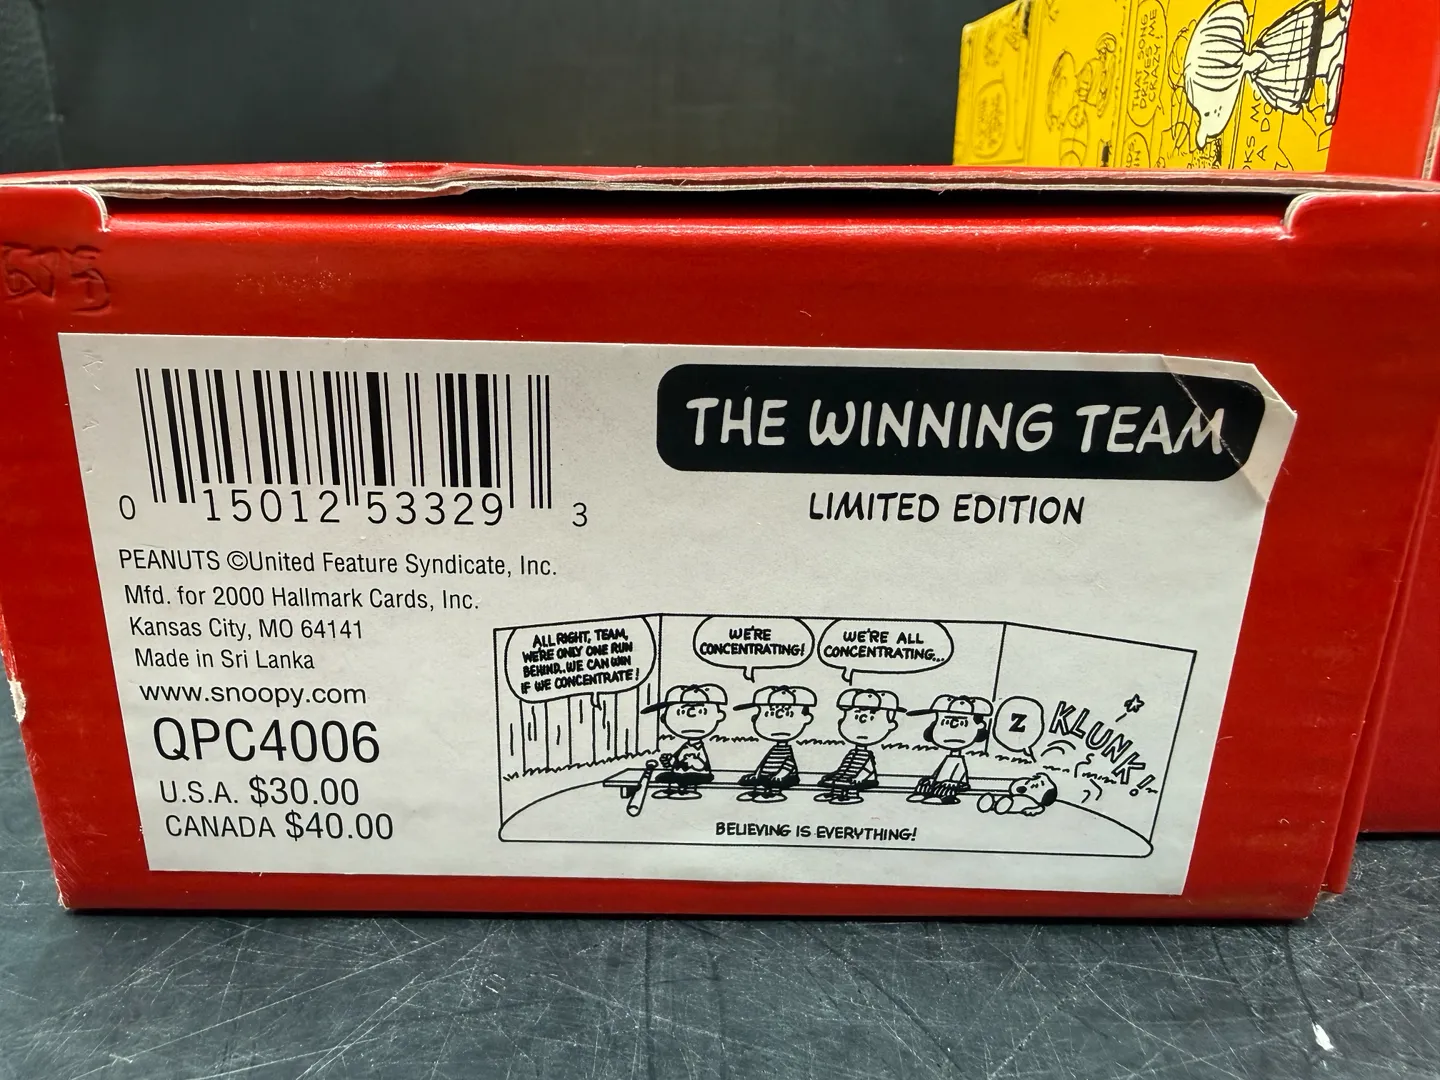 THAT SONG
DRIVES ME
CRAZY!
0 15012 53329 3
THE WINNING TEAM
LIMITED EDITION
PEANUTS ©United Feature Syndicate, Inc.
Mfd. for 2000 Hallmark Cards, Inc.
Kansas City, MO 64141
Made in Sri Lanka
www.snoopy.com
QPC4006
U.S.A. $30.00
CANADA $40.00
ALL RIGHT, TEAM,
WE'RE ONLY ONE RUN
BEHIND..WE CAN WIN
IF WE CONCENTRATE!
WE'RE
CONCENTRATING!
WE'RE ALL
CONCENTRATING...
Z
KLUNK!
BELIEVING IS EVERYTHING!